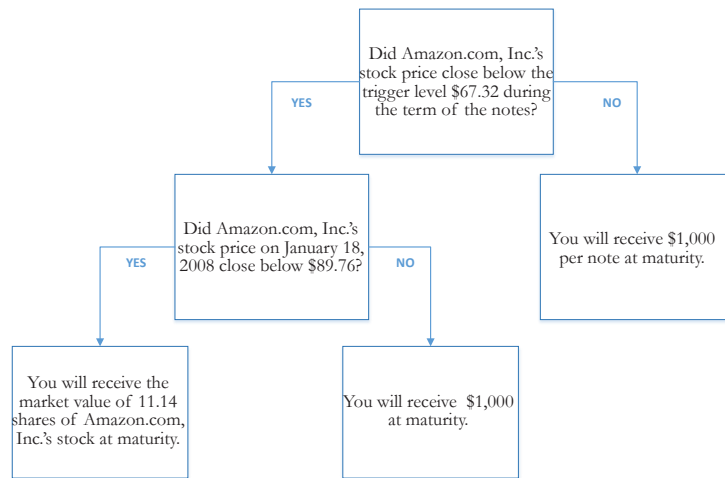 Did Amazon.com, Inc.'s
stock price close below the
trigger level $67.32 during
the term of the notes?
YES
NO
Did Amazon.com, Inc.'s
stock price on January 18,
2008 close below $89.76?
You will receive $1,000
per note at maturity.
YES
NO
You will receive the
market value of 11.14
shares of Amazon.com,
Inc.'s stock at maturity.
You will receive $1,000
at maturity.